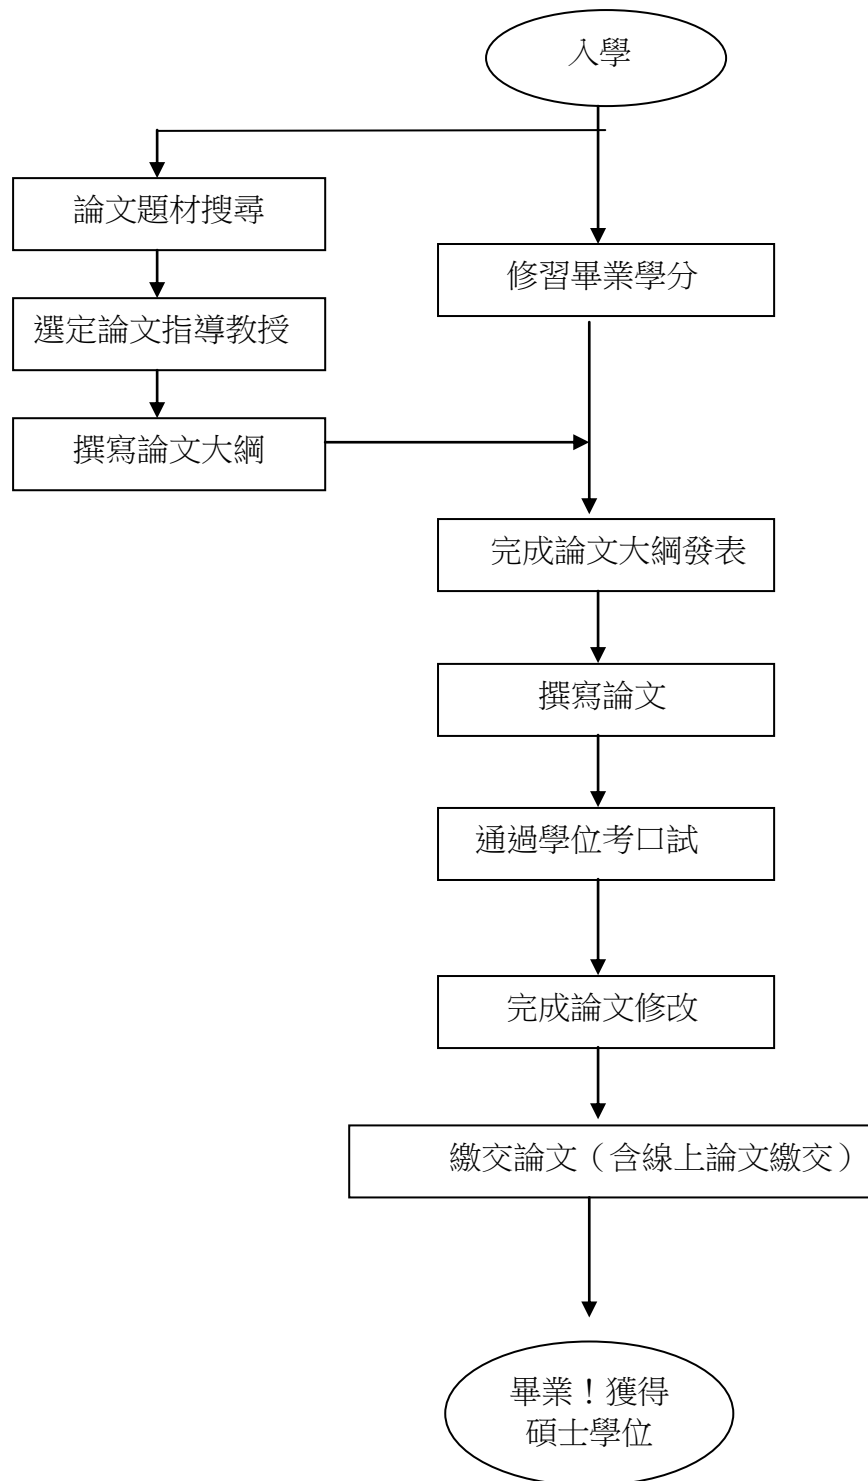 入學
論文題材搜尋
修習畢業學分
選定論文指導教授
撰寫論文大綱
完成論文大綱發表
撰寫論文
通過學位考口試
完成論文修改
繳交論文（含線上論文繳交）
畢業！獲得
碩士學位